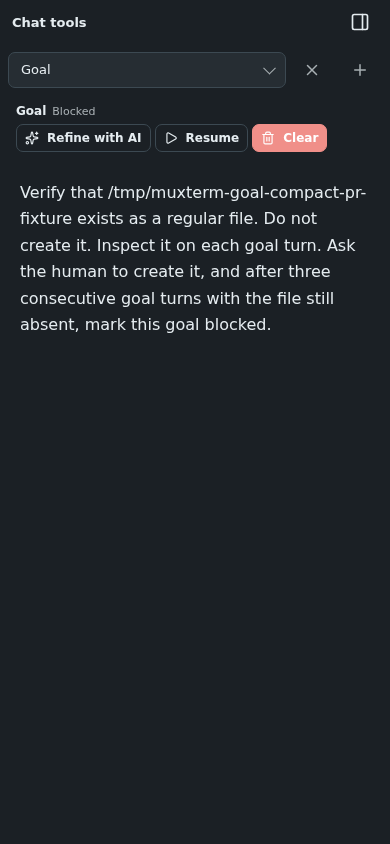 Chat tools
Goal
Goal Blocked
Refine with AI Resume Clear
Verify that /tmp/muxterm-goal-compact-pr-
fixture exists as a regular file. Do not
create it. Inspect it on each goal turn. Ask
the human to create it, and after three
consecutive goal turns with the file still
absent, mark this goal blocked.